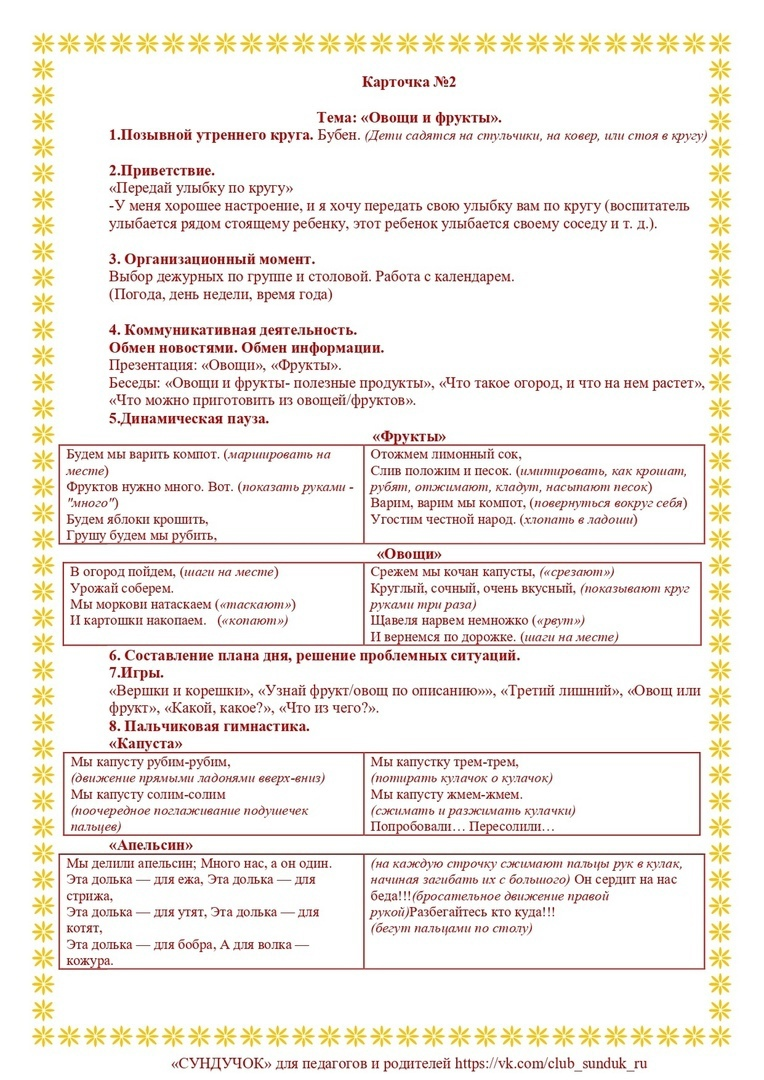 Карточка №2
Тема: «Овощи и фрукты».
1.Позывной утреннего круга. Бубен. (Дети садятся на стульчики, на ковер, или стоя в кругу)
2.Приветствие.
«Передай улыбку по кругу»
-У меня хорошее настроение, и я хочу передать свою улыбку вам по кругу (воспитатель
улыбается рядом стоящему ребенку, этот ребенок улыбается своему соседу и т. д.).
3. Организационный момент.
Выбор дежурных по группе и столовой. Работа с календарем.
(Погода, день недели, время года)
4. Коммуникативная деятельность.
Обмен новостями. Обмен информации.
Презентация: «Овощи», «Фрукты».
Беседы: «Овощи и фрукты- полезные продукты», «Что такое огород, и что на нем растет»,
«Что можно приготовить из овощей/фруктов».
5.Динамическая пауза.
«Фрукты»
Будем мы варить компот. (маршировать на
месте)
Фруктов нужно много. Вот. (показать руками -
"много")
Будем яблоки крошить,
Грушу будем мы рубить,
Отожмем лимонный сок,
Слив положим и песок. (имитировать, как крошат,
рубят, отжимают, кладут, насыпают песок)
Варим, варим мы компот, (повернуться вокруг себя)
Угостим честной народ. (хлопать в ладоши)
«Овощи»
В огород пойдем, (шаги на месте)
Урожай соберем.
Мы моркови натаскаем («таскают»)
И картошки накопаем. («копают»)
Срежем мы кочан капусты, («срезают»)
Круглый, сочный, очень вкусный, (показывают круг
руками три раза)
Щавеля нарвем немножко («рвут»)
И вернемся по дорожке. (шаги на месте)
6. Составление плана дня, решение проблемных ситуаций.
7.Игры.
«Вершки и корешки», «Узнай фрукт/овощ по описанию»», «Третий лишний», «Овощ или
фрукт», «Какой, какое?», «Что из чего?».
8. Пальчиковая гимнастика.
«Капуста»
Мы капусту рубим-рубим,
(движение прямыми ладонями вверх-вниз)
Мы капусту солим-солим
(поочередное поглаживание подушечек
пальцев)
Мы капустку трем-трем,
(потирать кулачок о кулачок)
Мы капусту жмем-жмем.
(сжимать и разжимать кулачки)
Попробовали… Пересолили…
«Апельсин»
Мы делили апельсин; Много нас, а он один.
Эта долька — для ежа, Эта долька — для
стрижа,
Эта долька — для утят, Эта долька — для
котят,
Эта долька — для бобра, А для волка —
кожура.
(на каждую строчку сжимают пальцы рук в кулак,
начиная загибать их с большого) Он сердит на нас
беда!!!(бросательное движение правой
рукой)Разбегайтесь кто куда!!!
(бегут пальцами по столу)
«СУНДУЧОК» для педагогов и родителей https://vk.com/club_sunduk_ru